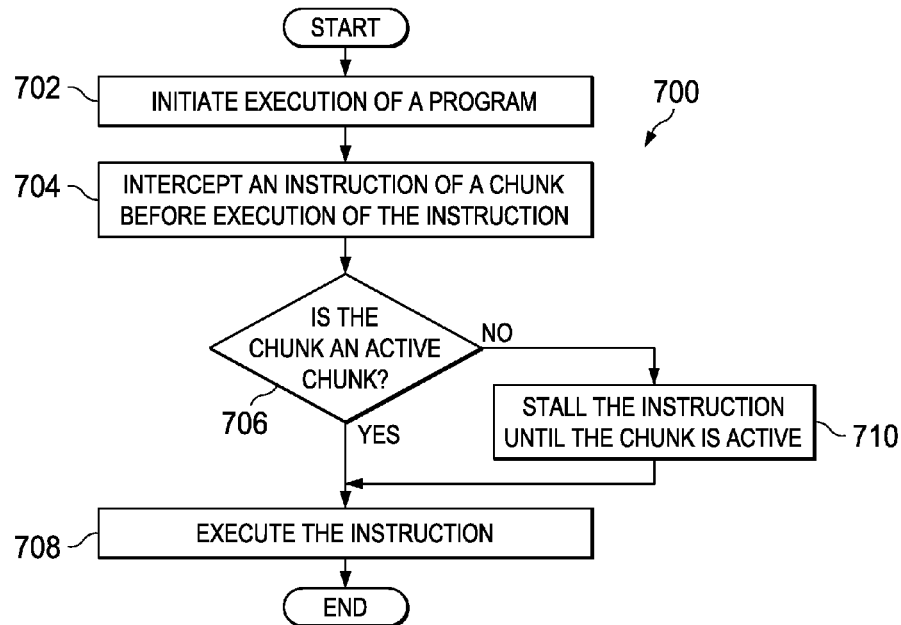 START
702
INITIATE EXECUTION OF A PROGRAM
700
704
INTERCEPT AN INSTRUCTION OF A CHUNK
BEFORE EXECUTION OF THE INSTRUCTION
IS THE
CHUNK AN ACTIVE
CHUNK?
NO
706
YES
STALL THE INSTRUCTION
UNTIL THE CHUNK IS ACTIVE
710
708
EXECUTE THE INSTRUCTION
END